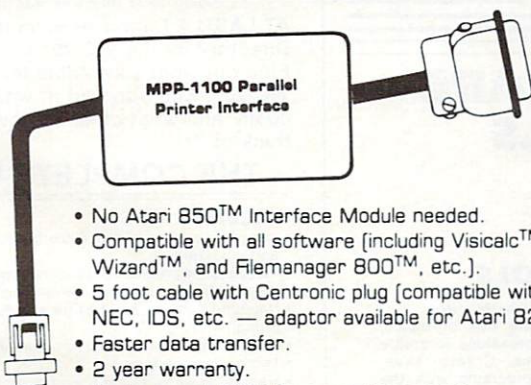 MPP-1100 Parallel
Printer Interface
• No Atari 850™ Interface Module needed.
• Compatible with all software (including Visicalc™
Wizard™, and Filemanager 800™, etc.).
• 5 foot cable with Centronic plug (compatible
NEC, IDS, etc. — adaptor available for Atari
• Faster data transfer.
• 2 year warranty.